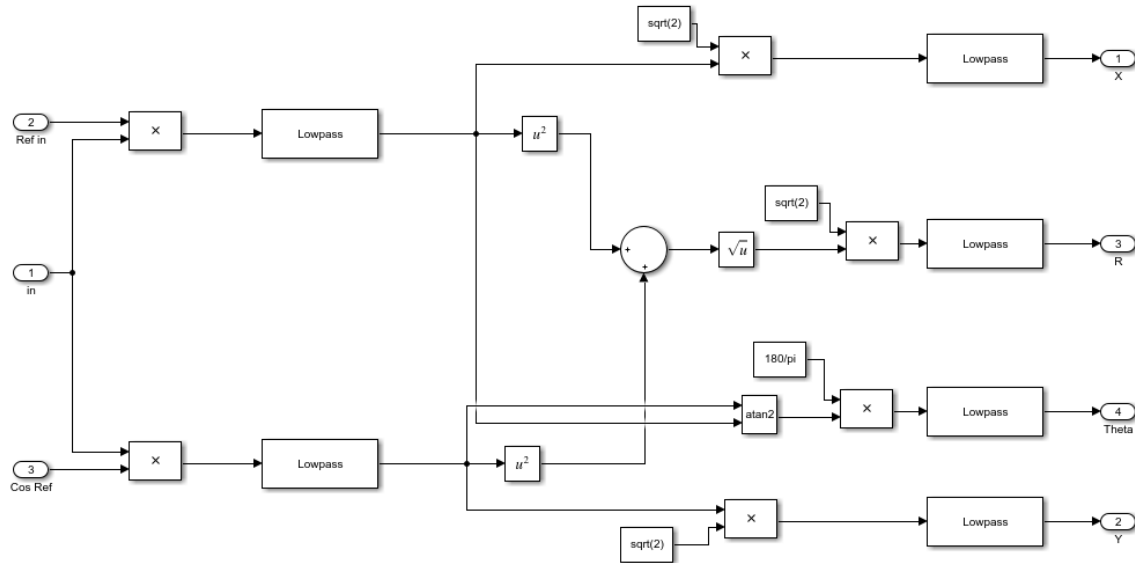 sqrt(2)
×
Lowpass
1
X
2
Ref in
×
Lowpass
u²
sqrt(2)
×
Lowpass
3
R
+
+
√u
1
in
180/pi
atan2
×
Lowpass
4
Theta
3
Cos Ref
×
Lowpass
u²
sqrt(2)
×
Lowpass
2
Y